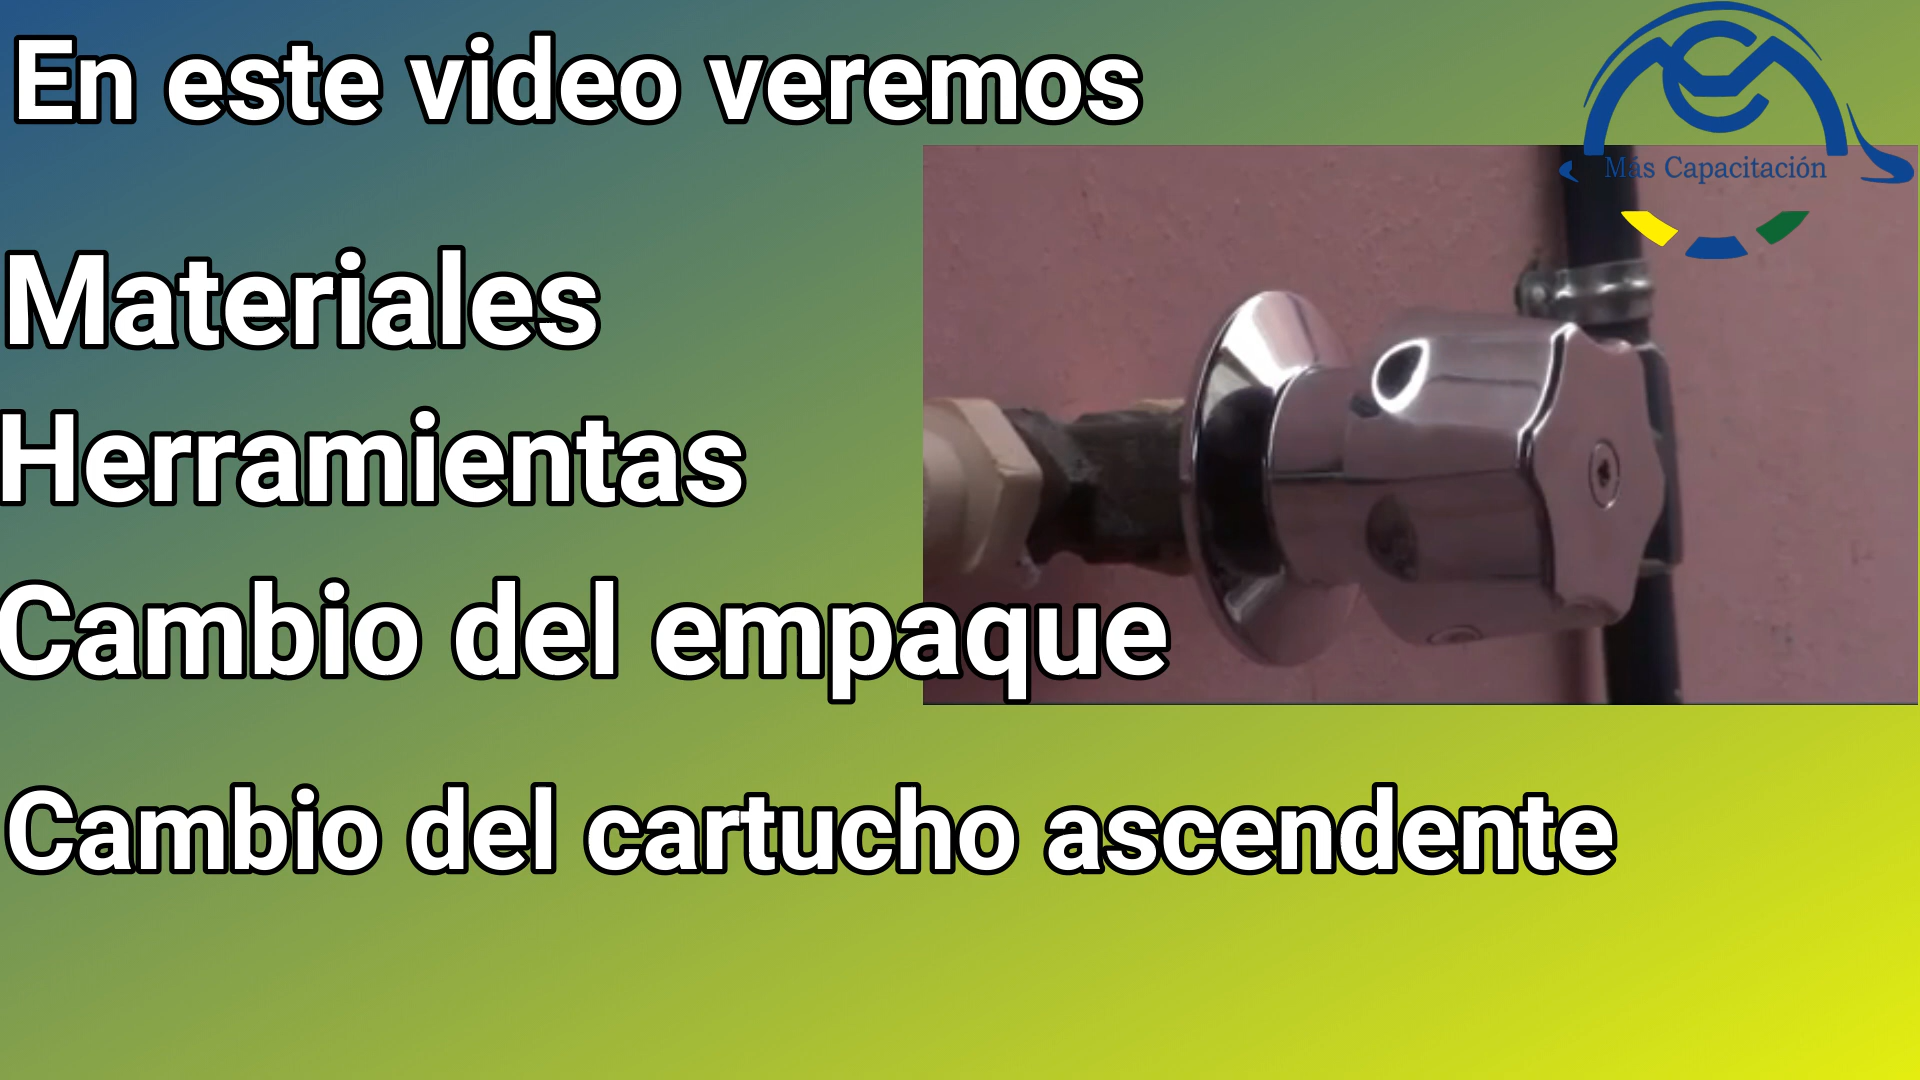 En este video veremos
Más Capacitación
Materiales
Herramientas
Cambio del empaque
Cambio del cartucho ascendente